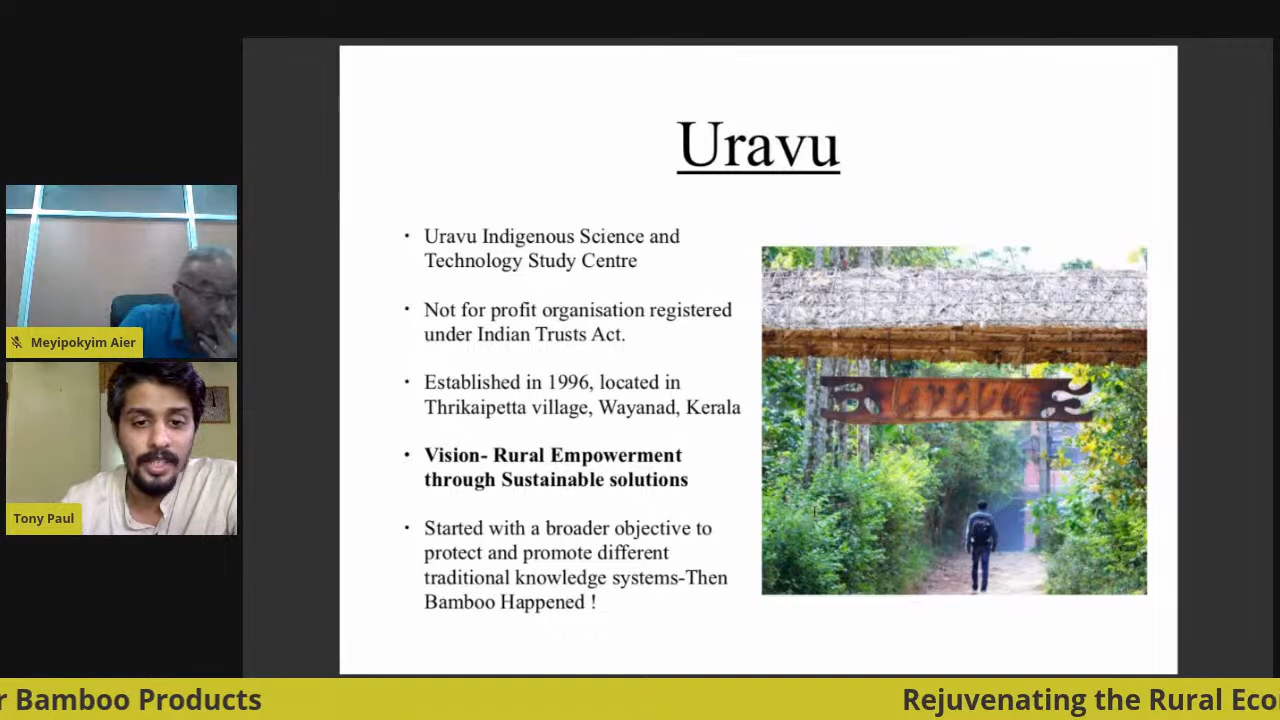 Uravu
• Uravu Indigenous Science and
Technology Study Centre
• Not for profit organisation registered
under Indian Trusts Act.
• Established in 1996, located in
Thrikaipetta village, Wayanad, Kerala
• Vision- Rural Empowerment
through Sustainable solutions
• Started with a broader objective to
protect and promote different
traditional knowledge systems-Then
Bamboo Happened !
Meyipokyim Aier
Tony Paul
r Bamboo Products
Rejuvenating the Rural Eco